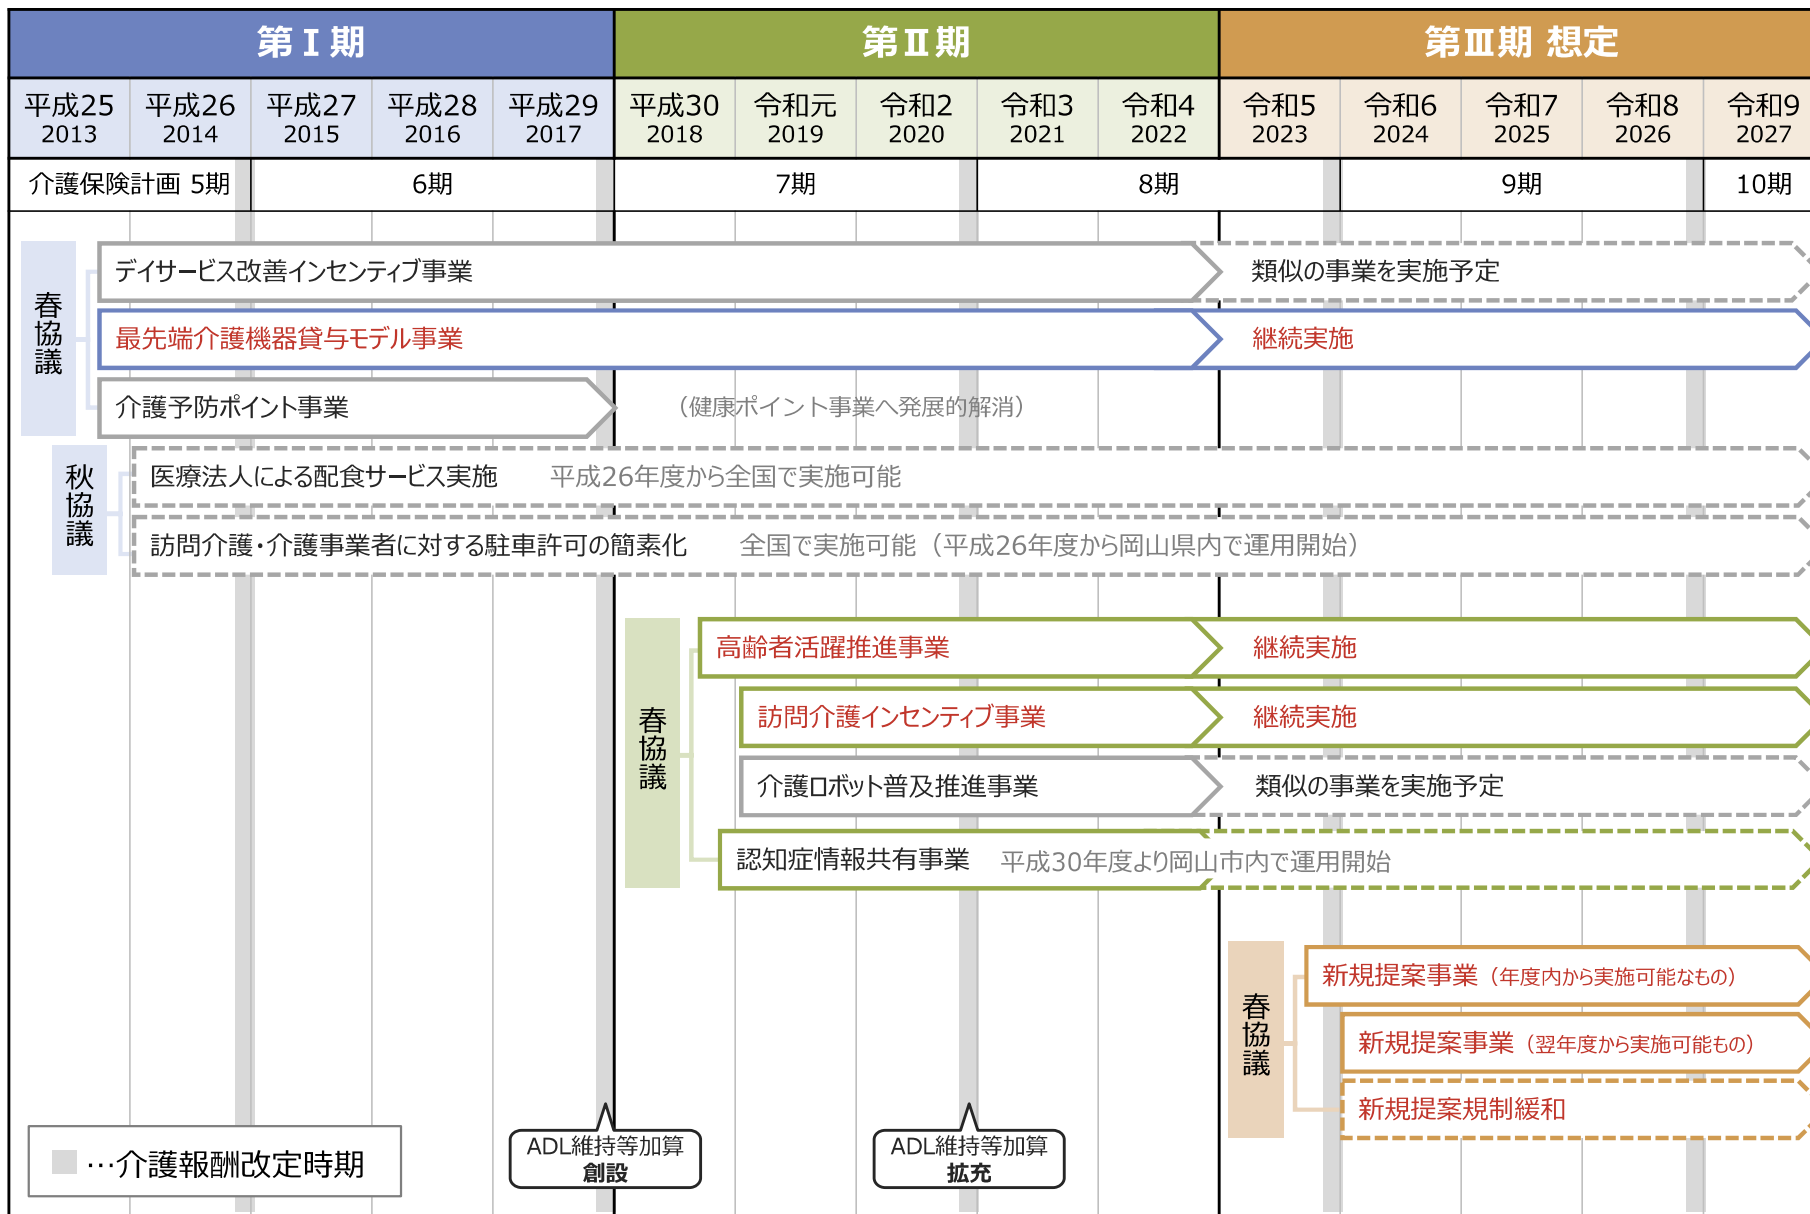 第Ⅰ期
第Ⅱ期
第Ⅲ期 想定
平成25
2013
平成26
2014
平成27
2015
平成28
2016
平成29
2017
平成30
2018
令和元
2019
令和2
2020
令和3
2021
令和4
2022
令和5
2023
令和6
2024
令和7
2025
令和8
2026
令和9
2027
介護保険計画 5期
6期
7期
8期
9期
10期
春協議
デイサービス改善インセンティブ事業
類似の事業を実施予定
最先端介護機器貸与モデル事業
継続実施
介護予防ポイント事業
（健康ポイント事業へ発展的解消）
秋協議
医療法人による配食サービス実施
平成26年度から全国で実施可能
訪問介護・介護事業者に対する駐車許可の簡素化
全国で実施可能（平成26年度から岡山県内で運用開始）
春協議
高齢者活躍推進事業
継続実施
訪問介護インセンティブ事業
継続実施
介護ロボット普及推進事業
類似の事業を実施予定
認知症情報共有事業
平成30年度より岡山市内で運用開始
春協議
新規提案事業（年度内から実施可能なもの）
新規提案事業（翌年度から実施可能もの）
新規提案規制緩和
ADL維持等加算
創設
ADL維持等加算
拡充
…介護報酬改定時期